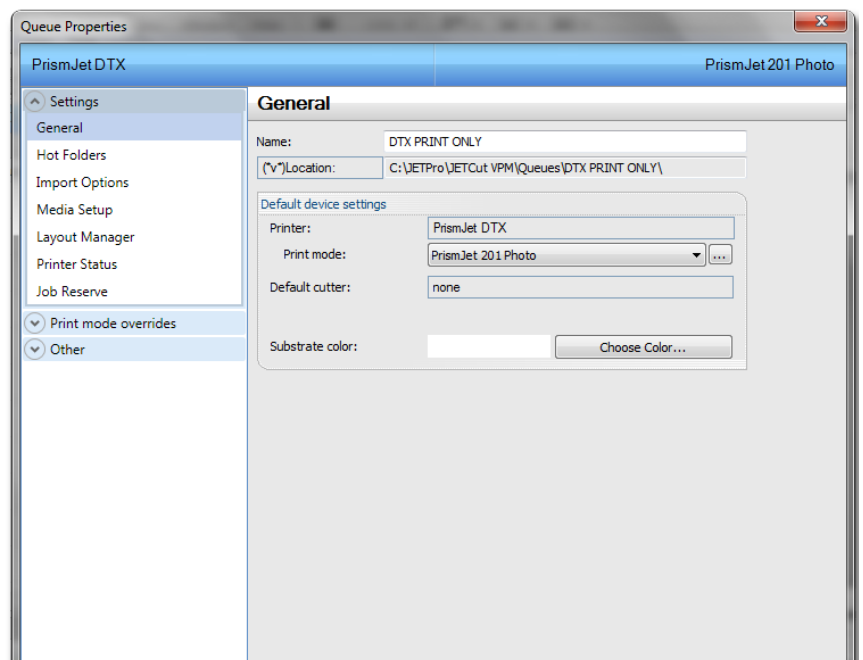 Queue Properties
PrismJet DTX PrismJet 201 Photo
Settings
General
Hot Folders
Import Options
Media Setup
Layout Manager
Printer Status
Job Reserve
Print mode overrides
Other
General
Name: DTX PRINT ONLY
("v")Location: C:\JETPro\JETCut VPM\Queues\DTX PRINT ONLY\
Default device settings
Printer: PrismJet DTX
Print mode: PrismJet 201 Photo ...
Default cutter: none
Substrate color: Choose Color...